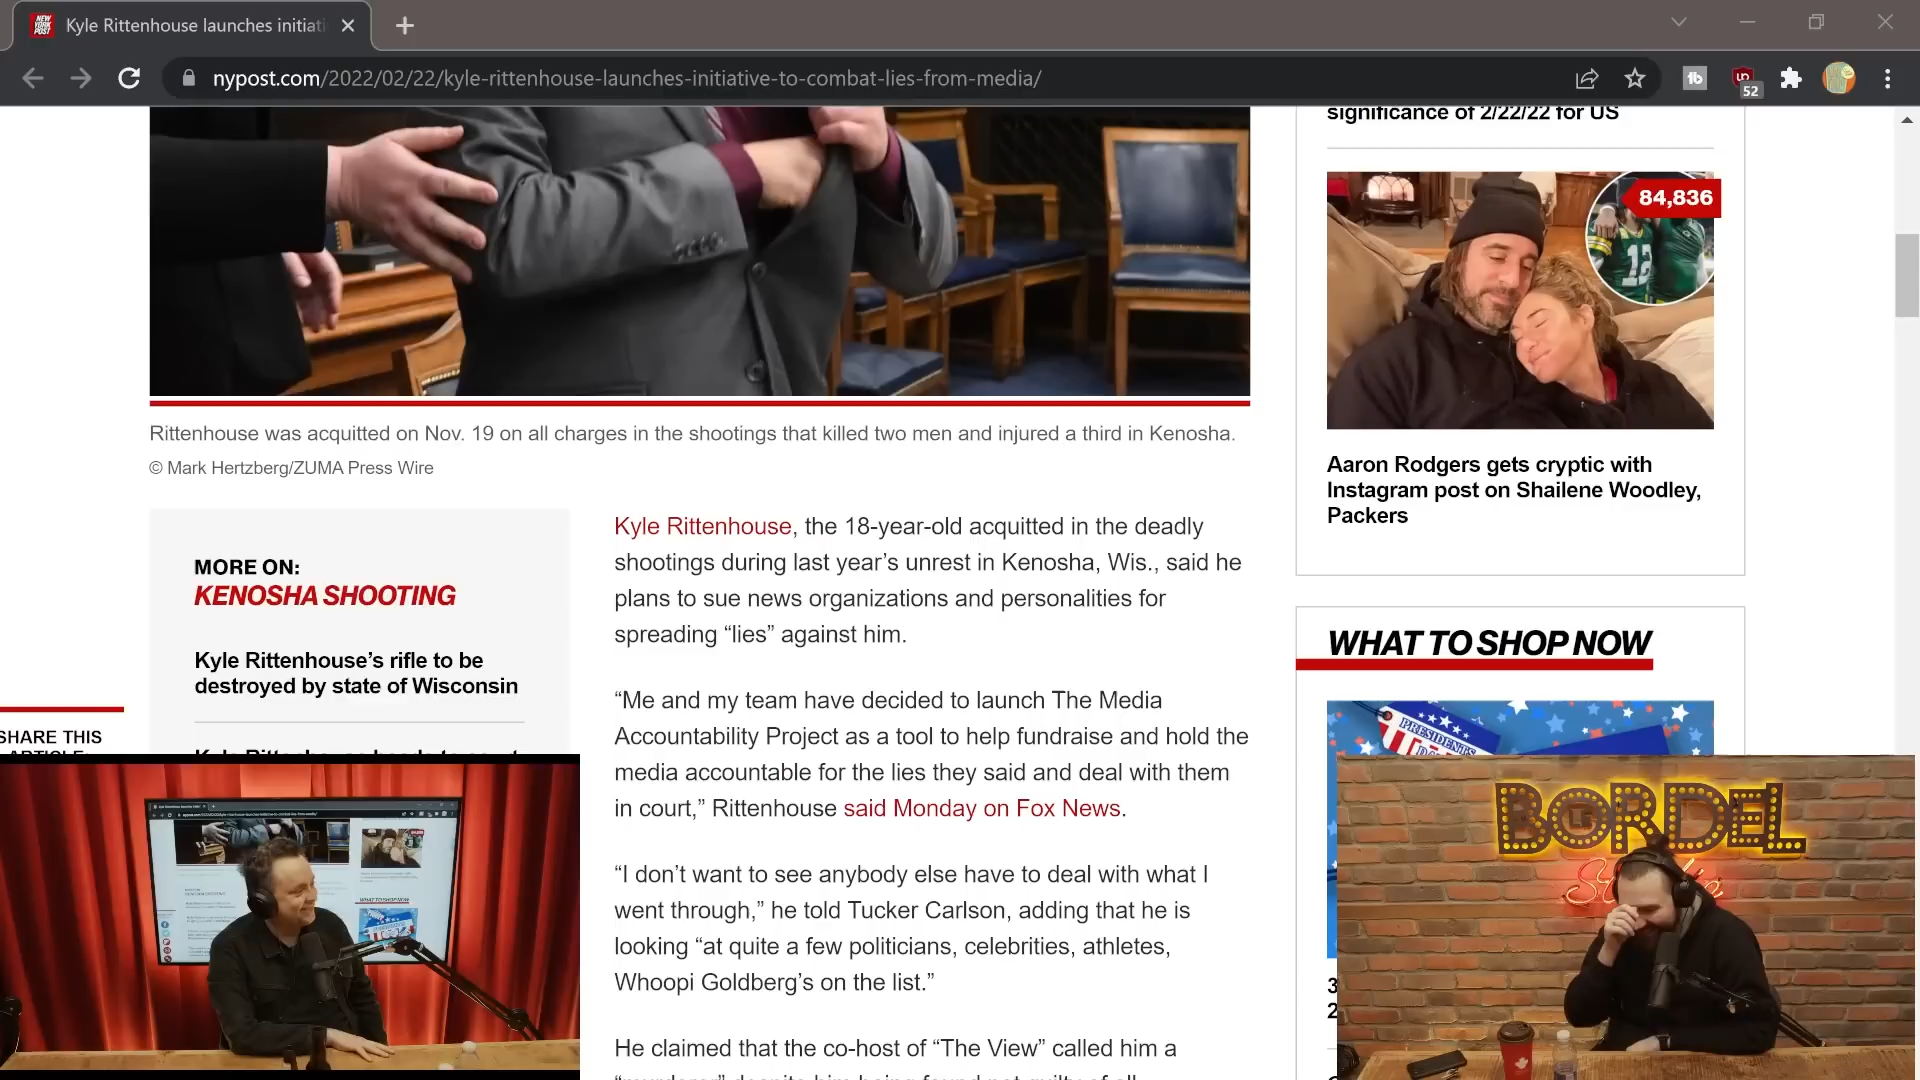 Kyle Rittenhouse launches initiati
nypost.com/2022/02/22/kyle-rittenhouse-launches-initiative-to-combat-lies-from-media/
52
significance of 2/22/22 for US
84,836
12
Rittenhouse was acquitted on Nov. 19 on all charges in the shootings that killed two men and injured a third in Kenosha.
© Mark Hertzberg/ZUMA Press Wire
Aaron Rodgers gets cryptic with
Instagram post on Shailene Woodley,
Packers
MORE ON:
KENOSHA SHOOTING
Kyle Rittenhouse’s rifle to be
destroyed by state of Wisconsin
SHARE THIS
ARTICLE:
Kyle Rittenhouse, the 18-year-old acquitted in the deadly
shootings during last year’s unrest in Kenosha, Wis., said he
plans to sue news organizations and personalities for
spreading “lies” against him.
“Me and my team have decided to launch The Media
Accountability Project as a tool to help fundraise and hold the
media accountable for the lies they said and deal with them
in court,” Rittenhouse said Monday on Fox News.
“I don’t want to see anybody else have to deal with what I
went through,” he told Tucker Carlson, adding that he is
looking “at quite a few politicians, celebrities, athletes,
Whoopi Goldberg’s on the list.”
He claimed that the co-host of “The View” called him a
WHAT TO SHOP NOW
PRESIDENTS
3
2
BORDEL